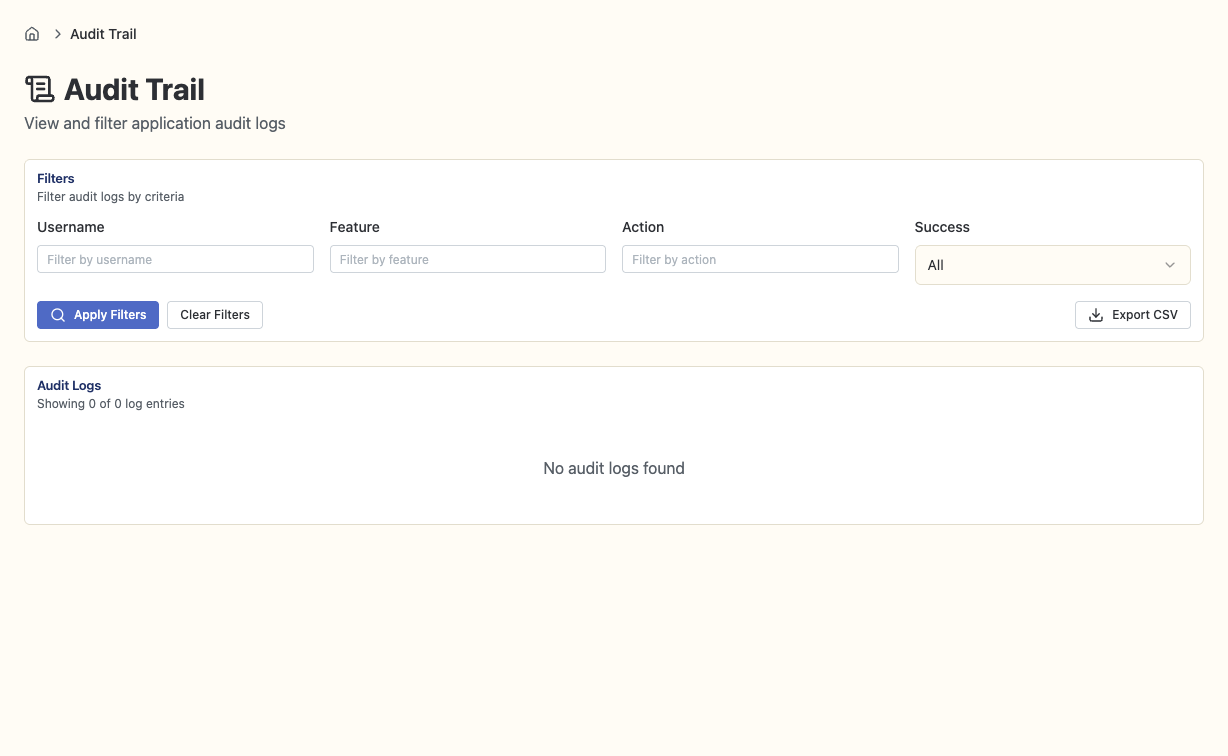 Audit Trail
Audit Trail
View and filter application audit logs
Filters
Filter audit logs by criteria
Username Feature Action Success
Filter by username Filter by feature Filter by action All
Apply Filters Clear Filters Export CSV
Audit Logs
Showing 0 of 0 log entries
No audit logs found